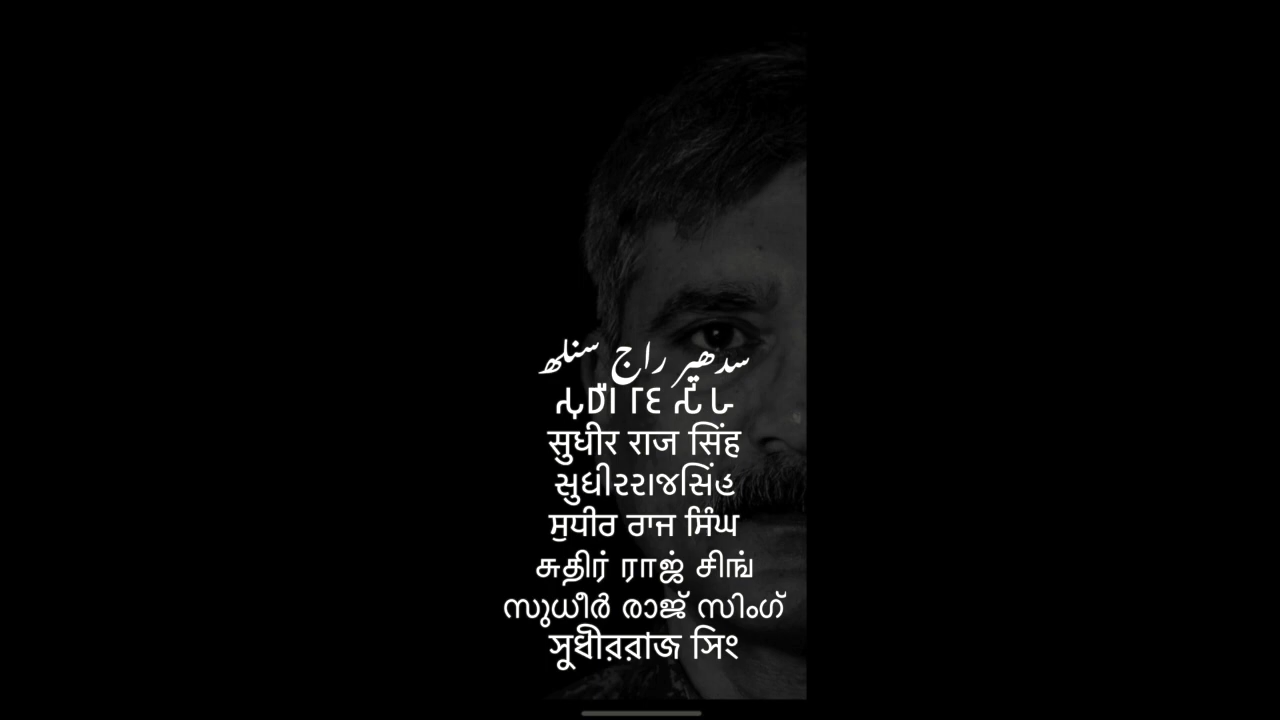 سدھیر راج سنلھ
सुधीर राज सिंह
સુધીરરાજસિંહ
ਸੁਧੀਰ ਰਾਜ ਸਿੰਘ
சுதிர் ராஜ் சிங்
സുധീർ രാജ് സിംഗ്
সুধীররাজ সিং